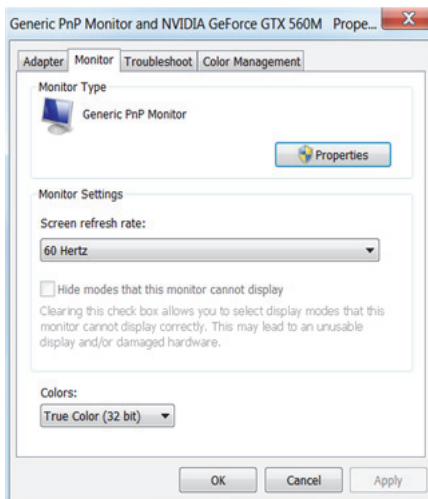 Generic PnP Monitor and NVIDIA GeForce GTX 560M Prope...
Adapter Monitor Troubleshoot Color Management
Monitor Type
Generic PnP Monitor
Properties
Monitor Settings
Screen refresh rate:
60 Hertz
Hide modes that this monitor cannot display
Clearing this check box allows you to select display modes that this
monitor cannot display correctly. This may lead to an unusable
display and/or damaged hardware.
Colors:
True Color (32 bit)
OK Cancel Apply